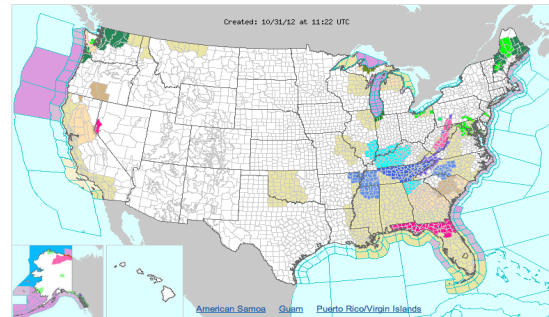 Created: 10/31/12 at 11:22 UTC
American Samoa Guam Puerto Rico/Virgin Islands